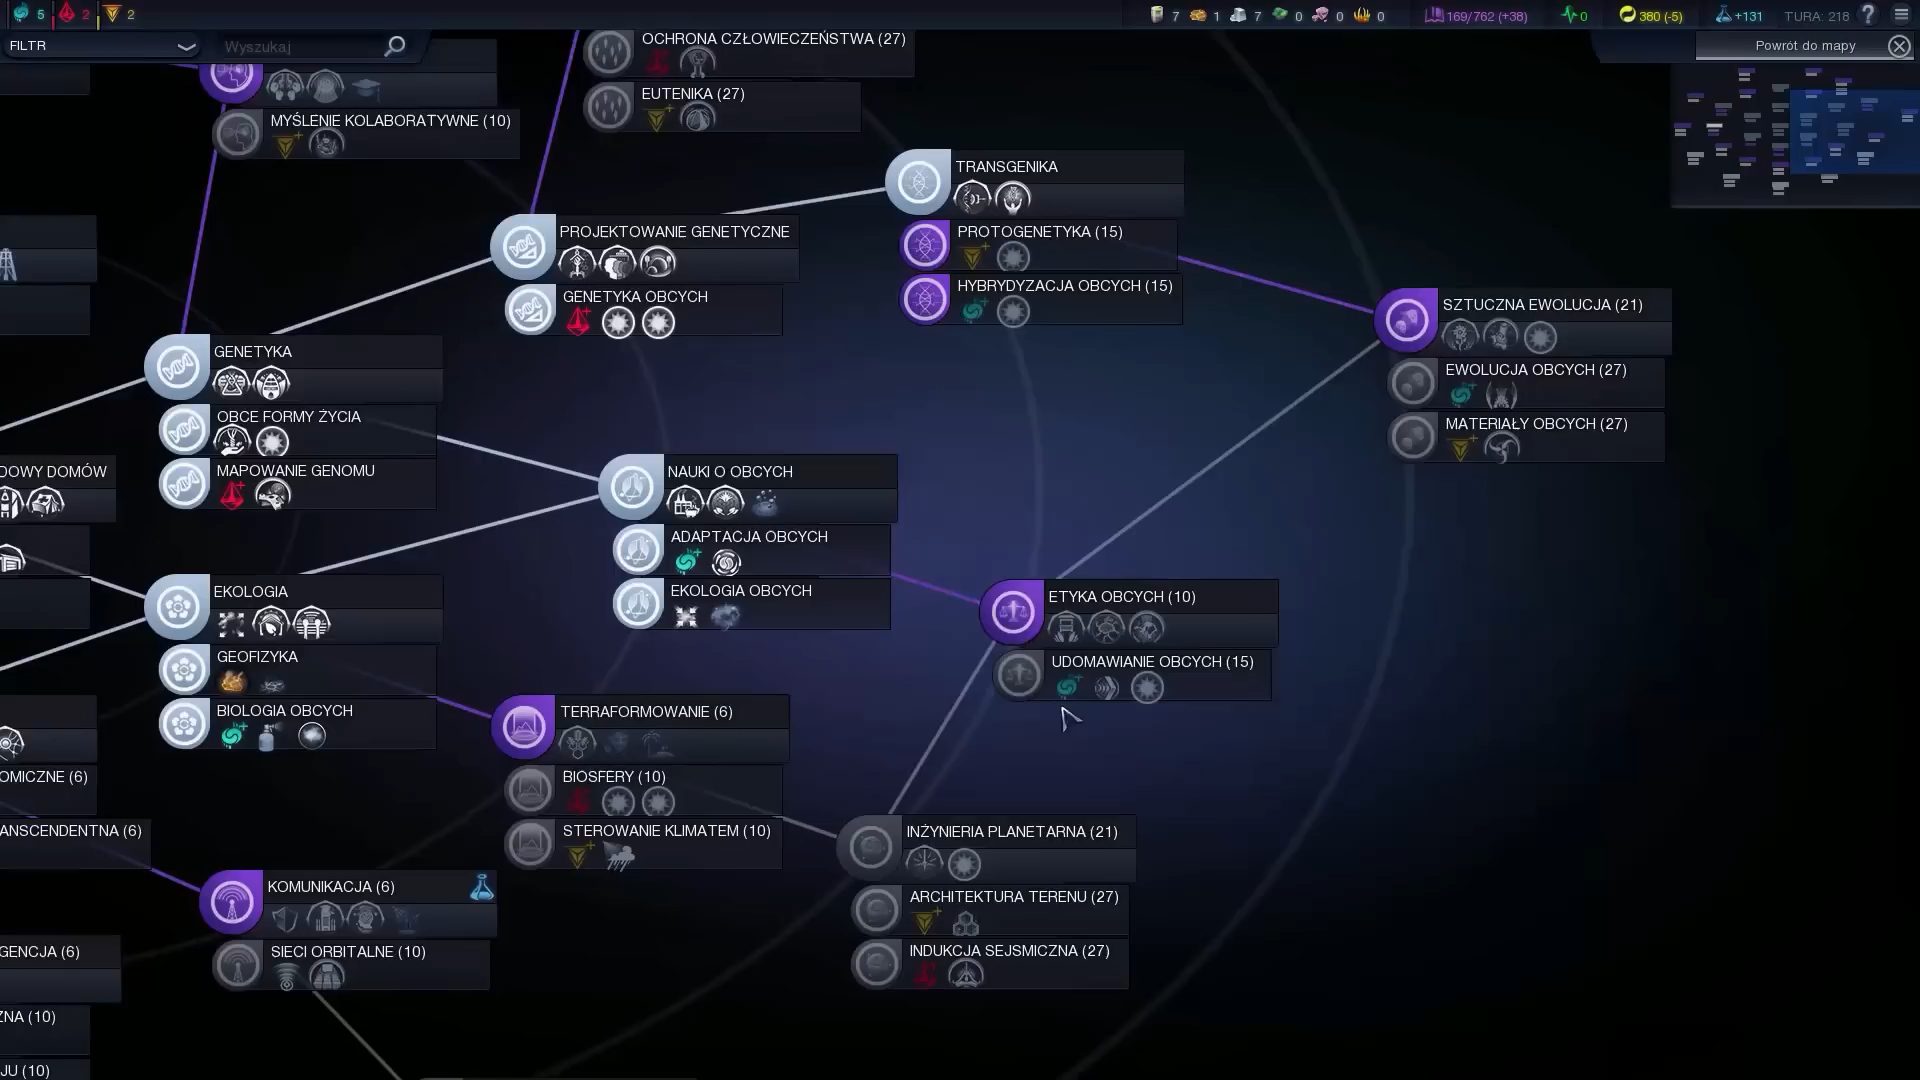 5 2 2
7 1 7 0 0 0 169/762 (+38) 0 380 (-5) +131 TURA: 218 ?
FILTR
Wyszukaj
Powrót do mapy
OCHRONA CZŁOWIECZEŃSTWA (27)
EUTENIKA (27)
MYŚLENIE KOLABORATYWNE (10)
TRANSGENIKA
PROTOGENETYKA (15)
HYBRYDYZACJA OBCYCH (15)
PROJEKTOWANIE GENETYCZNE
GENETYKA OBCYCH
SZTUCZNA EWOLUCJA (21)
EWOLUCJA OBCYCH (27)
MATERIAŁY OBCYCH (27)
GENETYKA
OBCE FORMY ŻYCIA
MAPOWANIE GENOMU
DOWY DOMÓW
NAUKI O OBCYCH
ADAPTACJA OBCYCH
EKOLOGIA OBCYCH
EKOLOGIA
GEOFIZYKA
BIOLOGIA OBCYCH
ETYKA OBCYCH (10)
UDOMAWIANIE OBCYCH (15)
TERRAFORMOWANIE (6)
BIOSFERY (10)
STEROWANIE KLIMATEM (10)
OMICZNE (6)
ANSCENDENTNA (6)
INŻYNIERIA PLANETARNA (21)
ARCHITEKTURA TERENU (27)
INDUKCJA SEJSMICZNA (27)
KOMUNIKACJA (6)
SIECI ORBITALNE (10)
GENCJA (6)
ZNA (10)
JU (10)